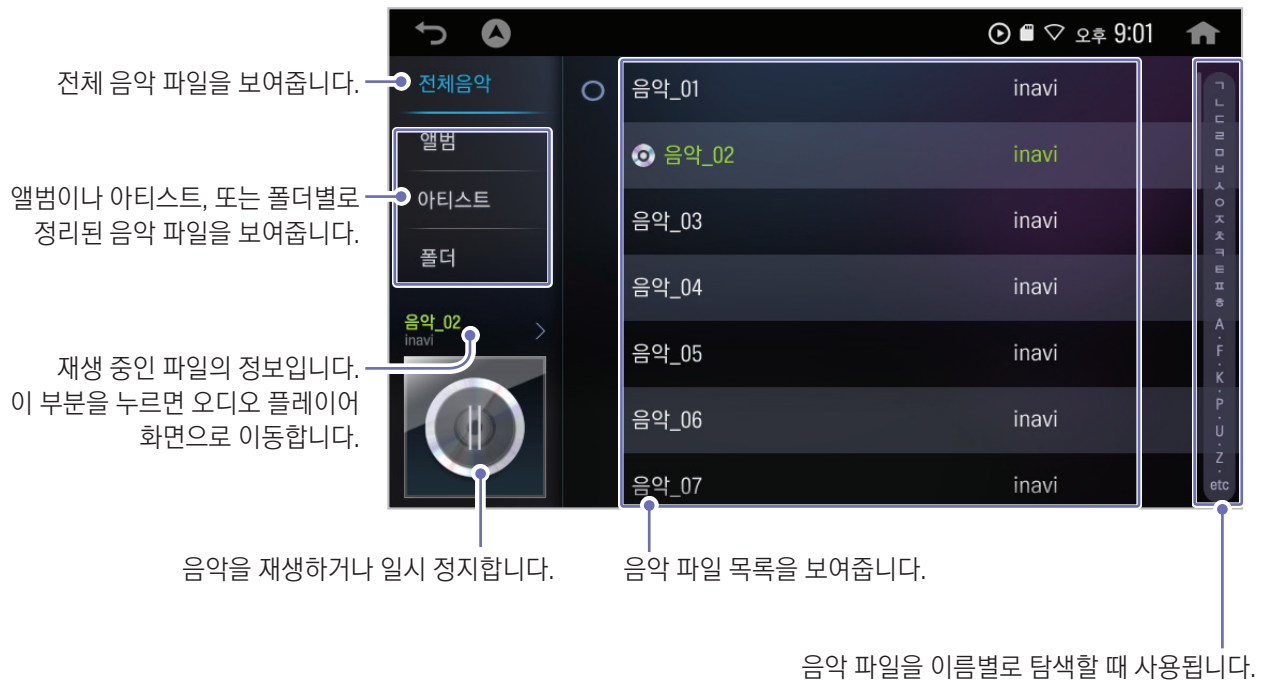 오후 9:01
전체 음악 파일을 보여줍니다.
전체음악
앨범
아티스트
폴더
앨범이나 아티스트, 또는 폴더별로
정리된 음악 파일을 보여줍니다.
음악_02
inavi
재생 중인 파일의 정보입니다.
이 부분을 누르면 오디오 플레이어
화면으로 이동합니다.
음악_01 inavi
음악_02 inavi
음악_03 inavi
음악_04 inavi
음악_05 inavi
음악_06 inavi
음악_07 inavi
ㄱ
ㄴ
ㄷ
ㄹ
ㅁ
ㅂ
ㅅ
ㅇ
ㅈ
ㅊ
ㅋ
ㅌ
ㅍ
ㅎ
A
·
F
·
K
·
P
·
U
·
Z
·
etc
음악을 재생하거나 일시 정지합니다.
음악 파일 목록을 보여줍니다.
음악 파일을 이름별로 탐색할 때 사용됩니다.